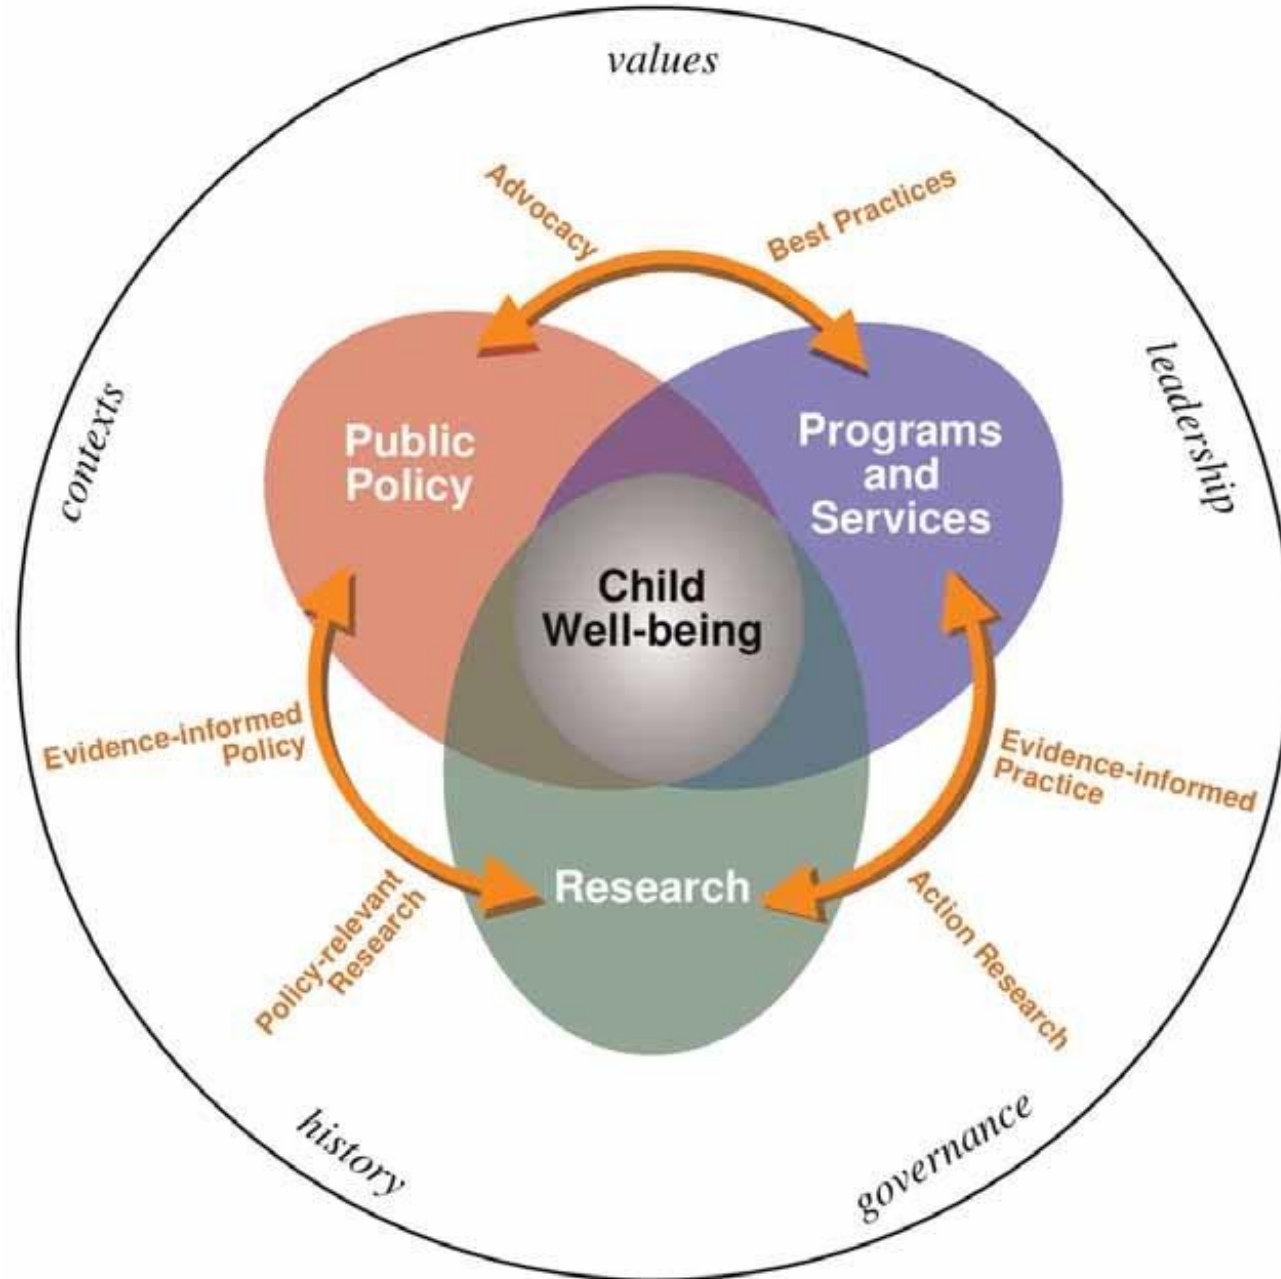 values
Advocacy
Best Practices
contexts
leadership
Public
Policy
Programs
and
Services
Child
Well-being
Evidence-informed
Policy
Evidence-informed
Practice
Research
Policy-relevant
Research
Action Research
history
governance